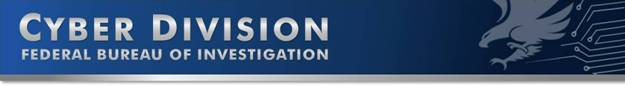 CYBER DIVISION
FEDERAL BUREAU OF INVESTIGATION